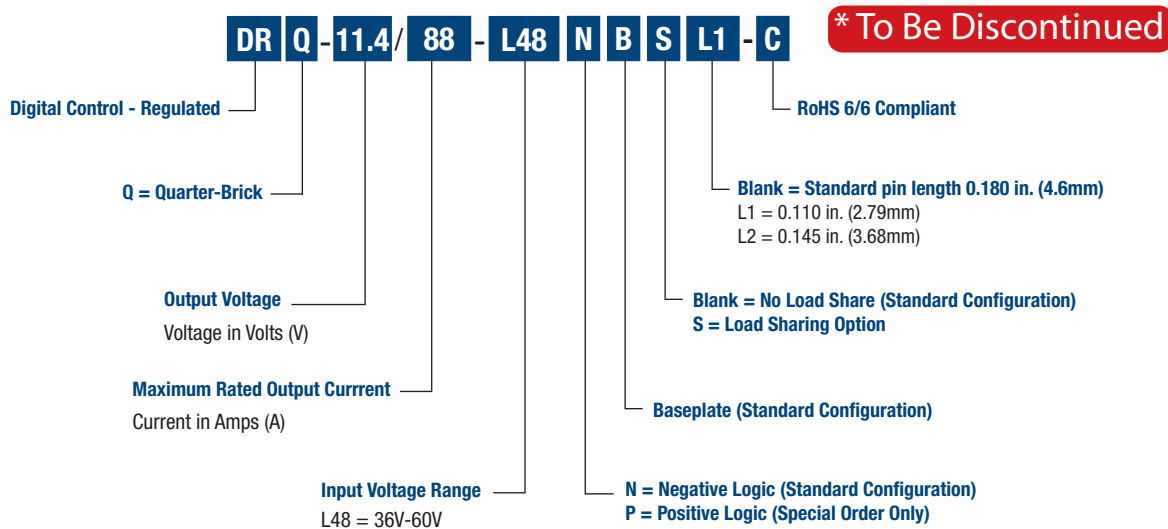 DR Q - 11.4 / 88 - L48 N B S L1 - C
* To Be Discontinued
Digital Control - Regulated
RoHS 6/6 Compliant
Q = Quarter-Brick
Blank = Standard pin length 0.180 in. (4.6mm)
L1 = 0.110 in. (2.79mm)
L2 = 0.145 in. (3.68mm)
Output Voltage
Voltage in Volts (V)
Blank = No Load Share (Standard Configuration)
S = Load Sharing Option
Maximum Rated Output Currrent
Current in Amps (A)
Baseplate (Standard Configuration)
Input Voltage Range
L48 = 36V-60V
N = Negative Logic (Standard Configuration)
P = Positive Logic (Special Order Only)